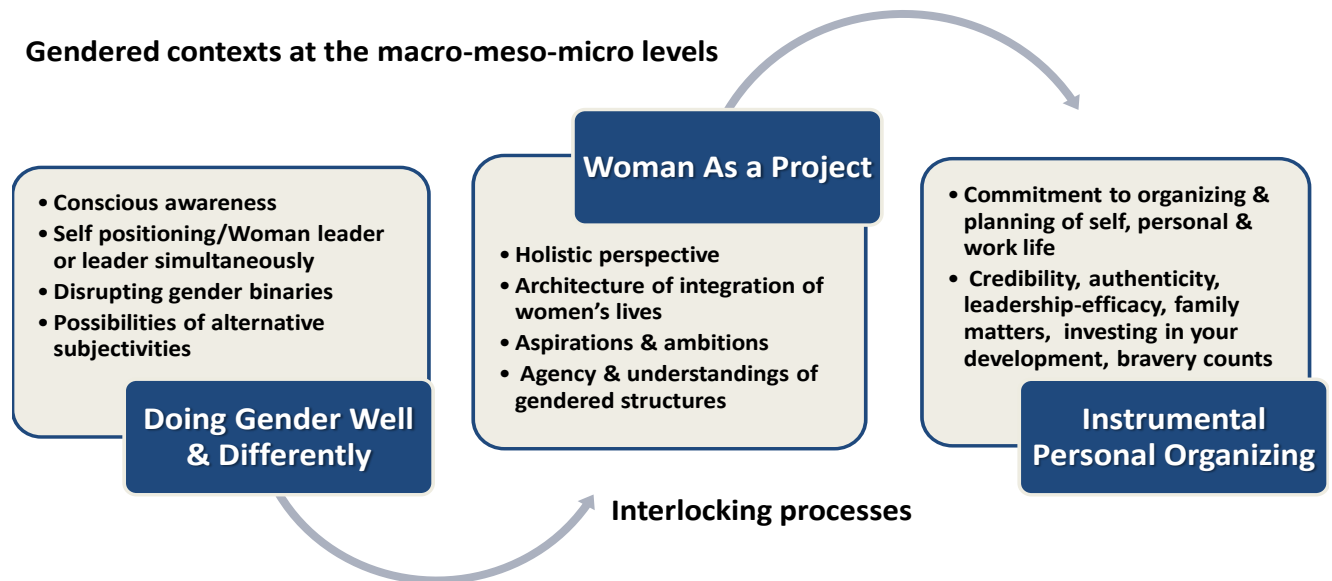 Gendered contexts at the macro-meso-micro levels
• Conscious awareness
• Self positioning/Woman leader
or leader simultaneously
• Disrupting gender binaries
• Possibilities of alternative
subjectivities
Doing Gender Well
& Differently
Woman As a Project
• Holistic perspective
• Architecture of integration of
women’s lives
• Aspirations & ambitions
• Agency & understandings of
gendered structures
• Commitment to organizing &
planning of self, personal &
work life
• Credibility, authenticity,
leadership-efficacy, family
matters, investing in your
development, bravery counts
Instrumental
Personal Organizing
Interlocking processes